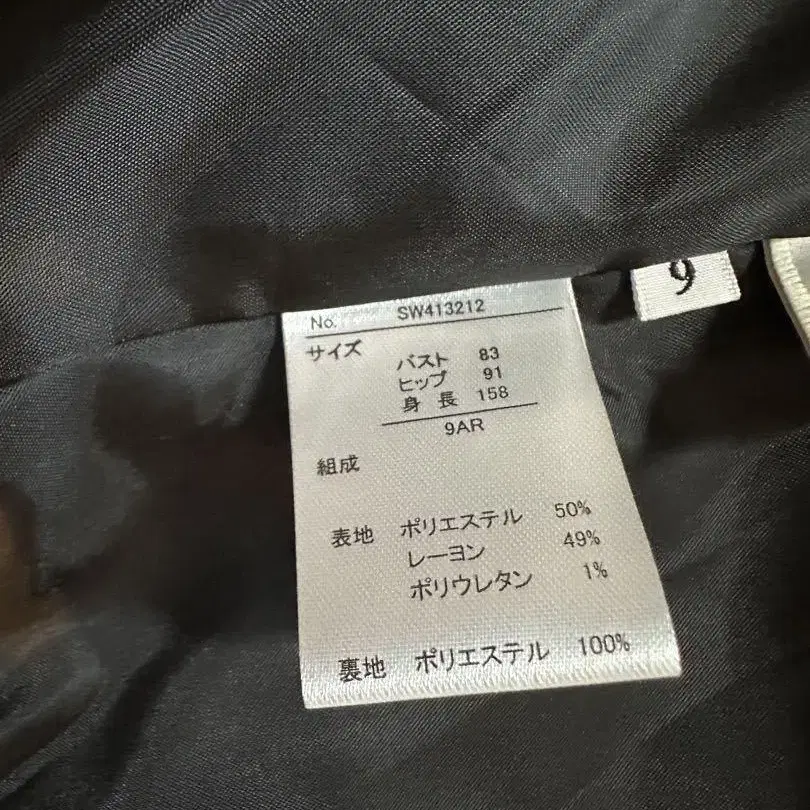 9
No. SW413212
サイズ
バスト 83
ヒップ 91
身長 158
9AR
組成
表地 ポリエステル 50%
レーヨン 49%
ポリウレタン 1%
裏地 ポリエステル 100%